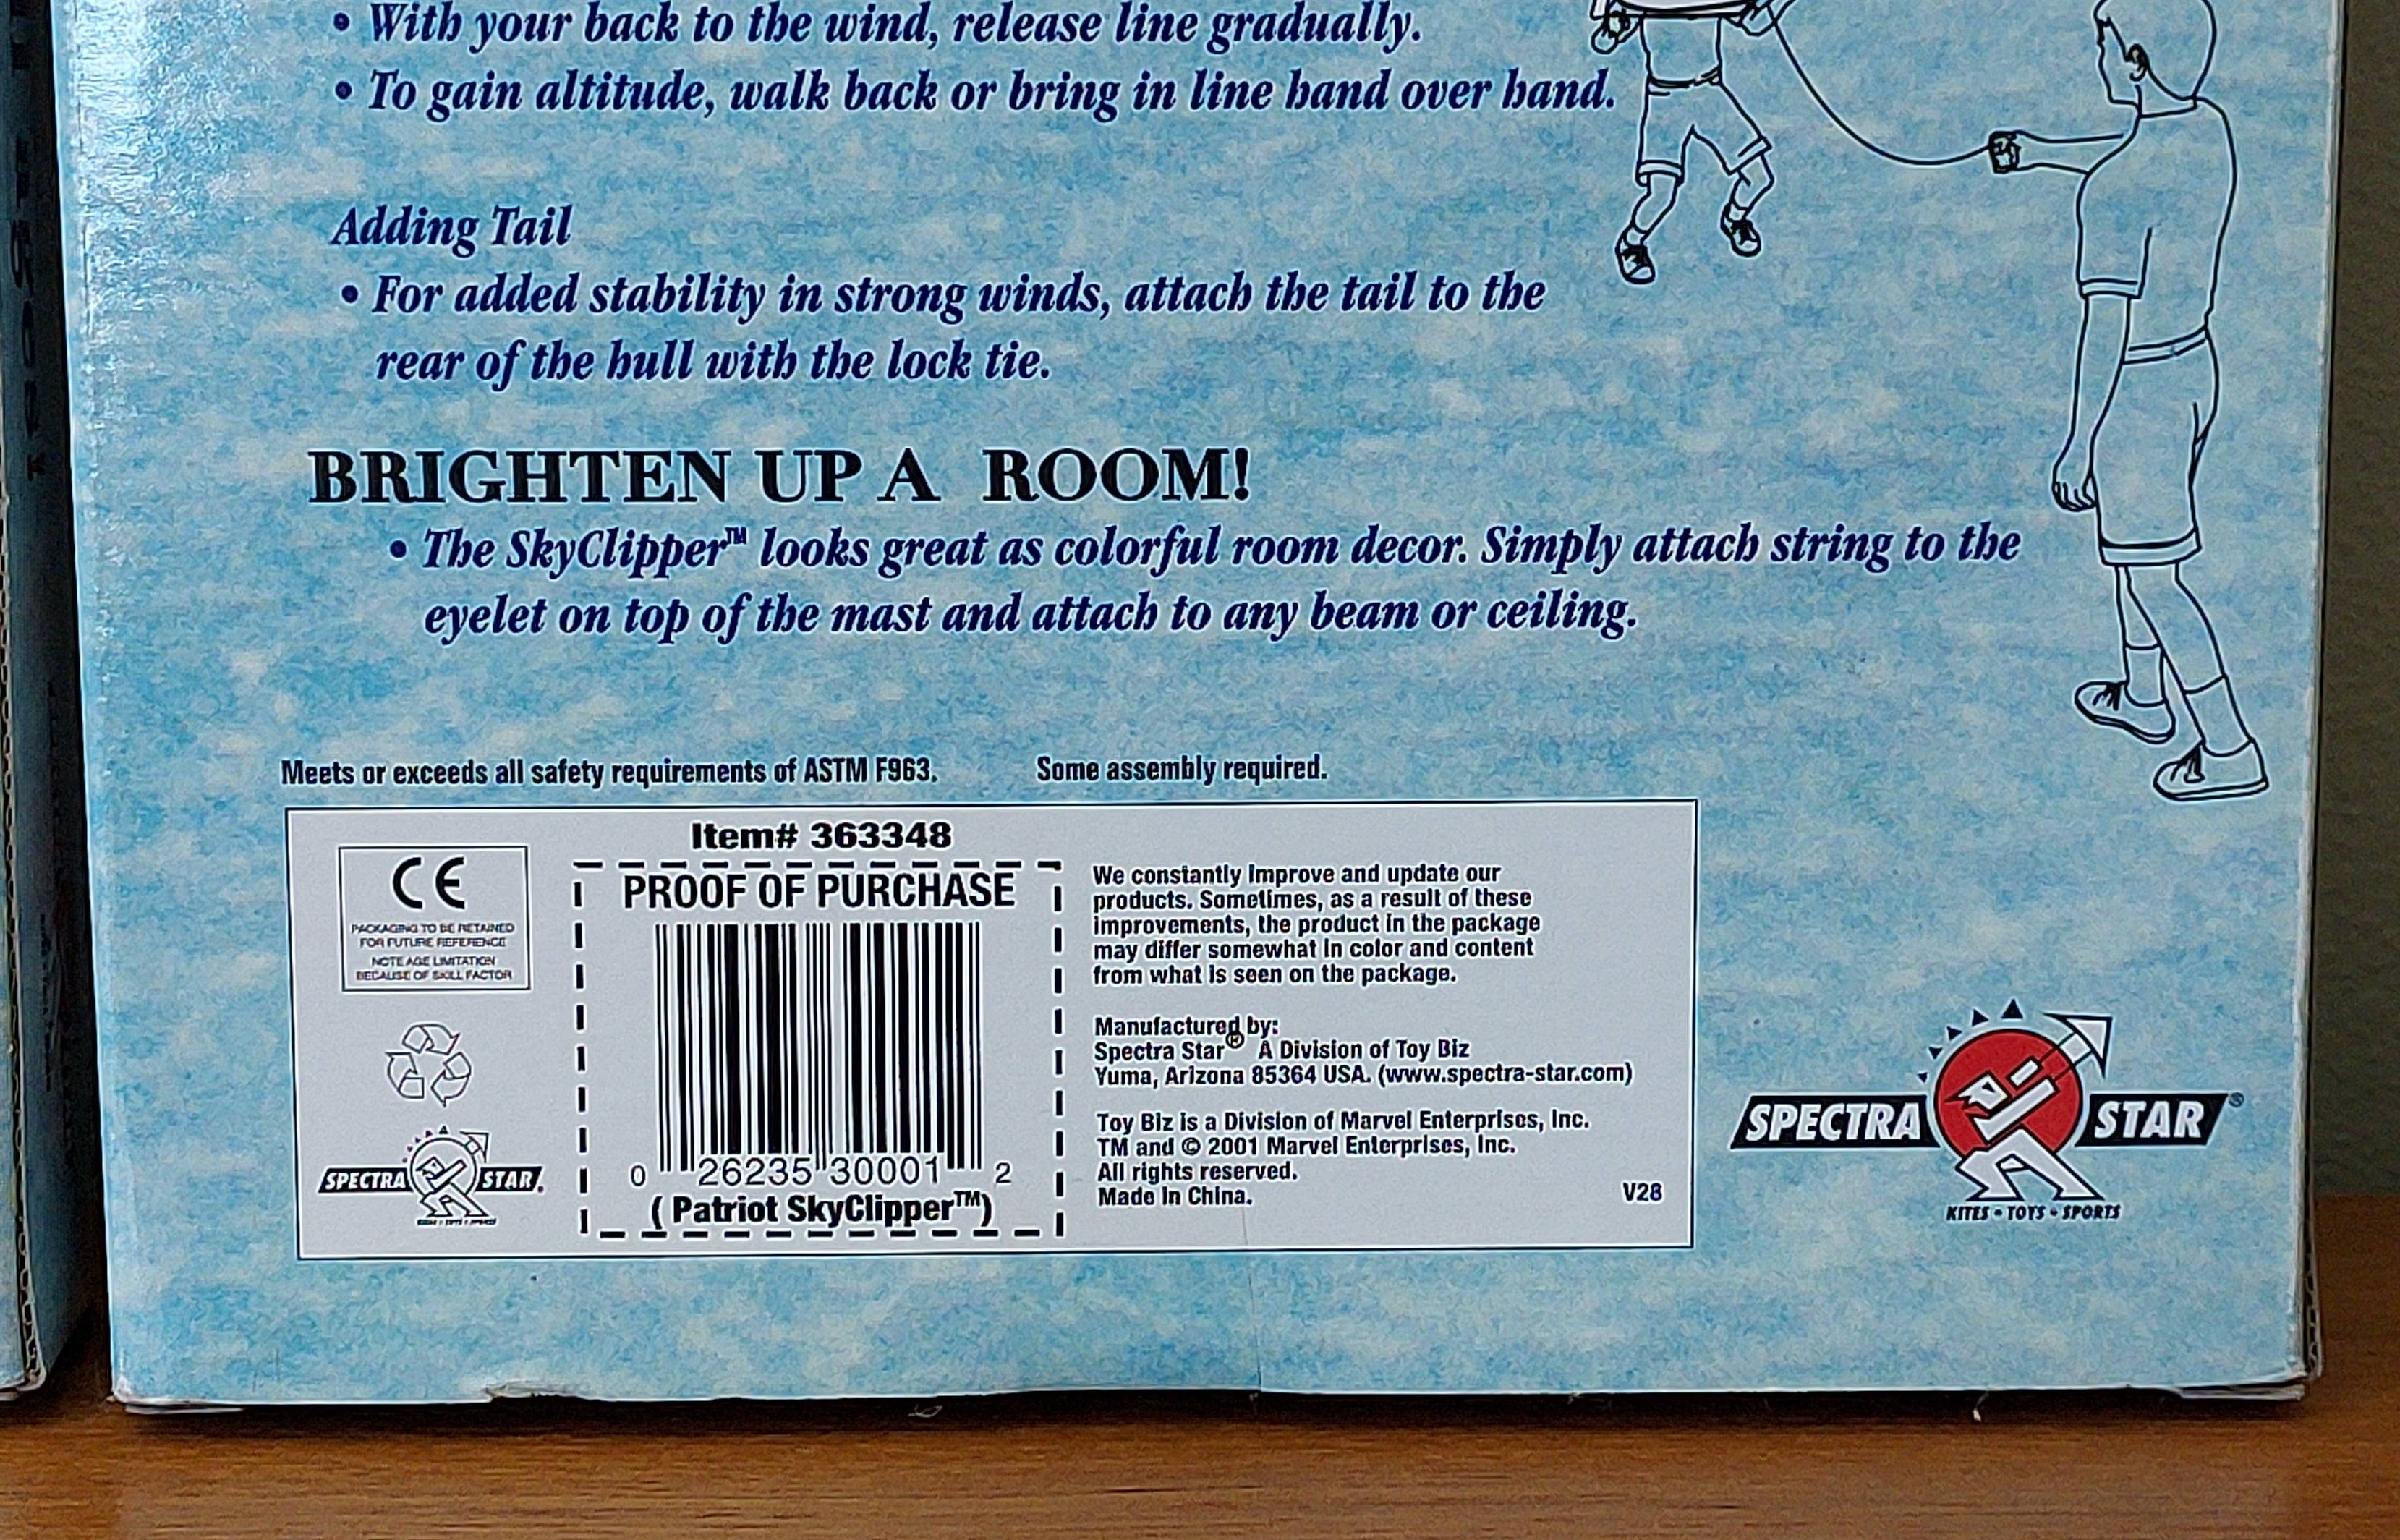 • With your back to the wind, release line gradually.
• To gain altitude, walk back or bring in line hand over hand.
Adding Tail
• For added stability in strong winds, attach the tail to the
rear of the hull with the lock tie.
BRIGHTEN UP A ROOM!
• The SkyClipper™ looks great as colorful room decor. Simply attach string to the
eyelet on top of the mast and attach to any beam or ceiling.
Meets or exceeds all safety requirements of ASTM F963. Some assembly required.
CE
PACKAGING TO BE RETAINED
FOR FUTURE REFERENCE
NOTE AGE LIMITATION
BECAUSE OF SKILL FACTOR
SPECTRA STAR
Item# 363348
PROOF OF PURCHASE
0 26235 30001 2
( Patriot SkyClipper™)
We constantly improve and update our
products. Sometimes, as a result of these
improvements, the product in the package
may differ somewhat in color and content
from what is seen on the package.
Manufactured by:
Spectra Star® A Division of Toy Biz
Yuma, Arizona 85364 USA. (www.spectra-star.com)
Toy Biz is a Division of Marvel Enterprises, Inc.
TM and © 2001 Marvel Enterprises, Inc.
All rights reserved.
Made In China.
V28
SPECTRA STAR®
KITES • TOYS • SPORTS